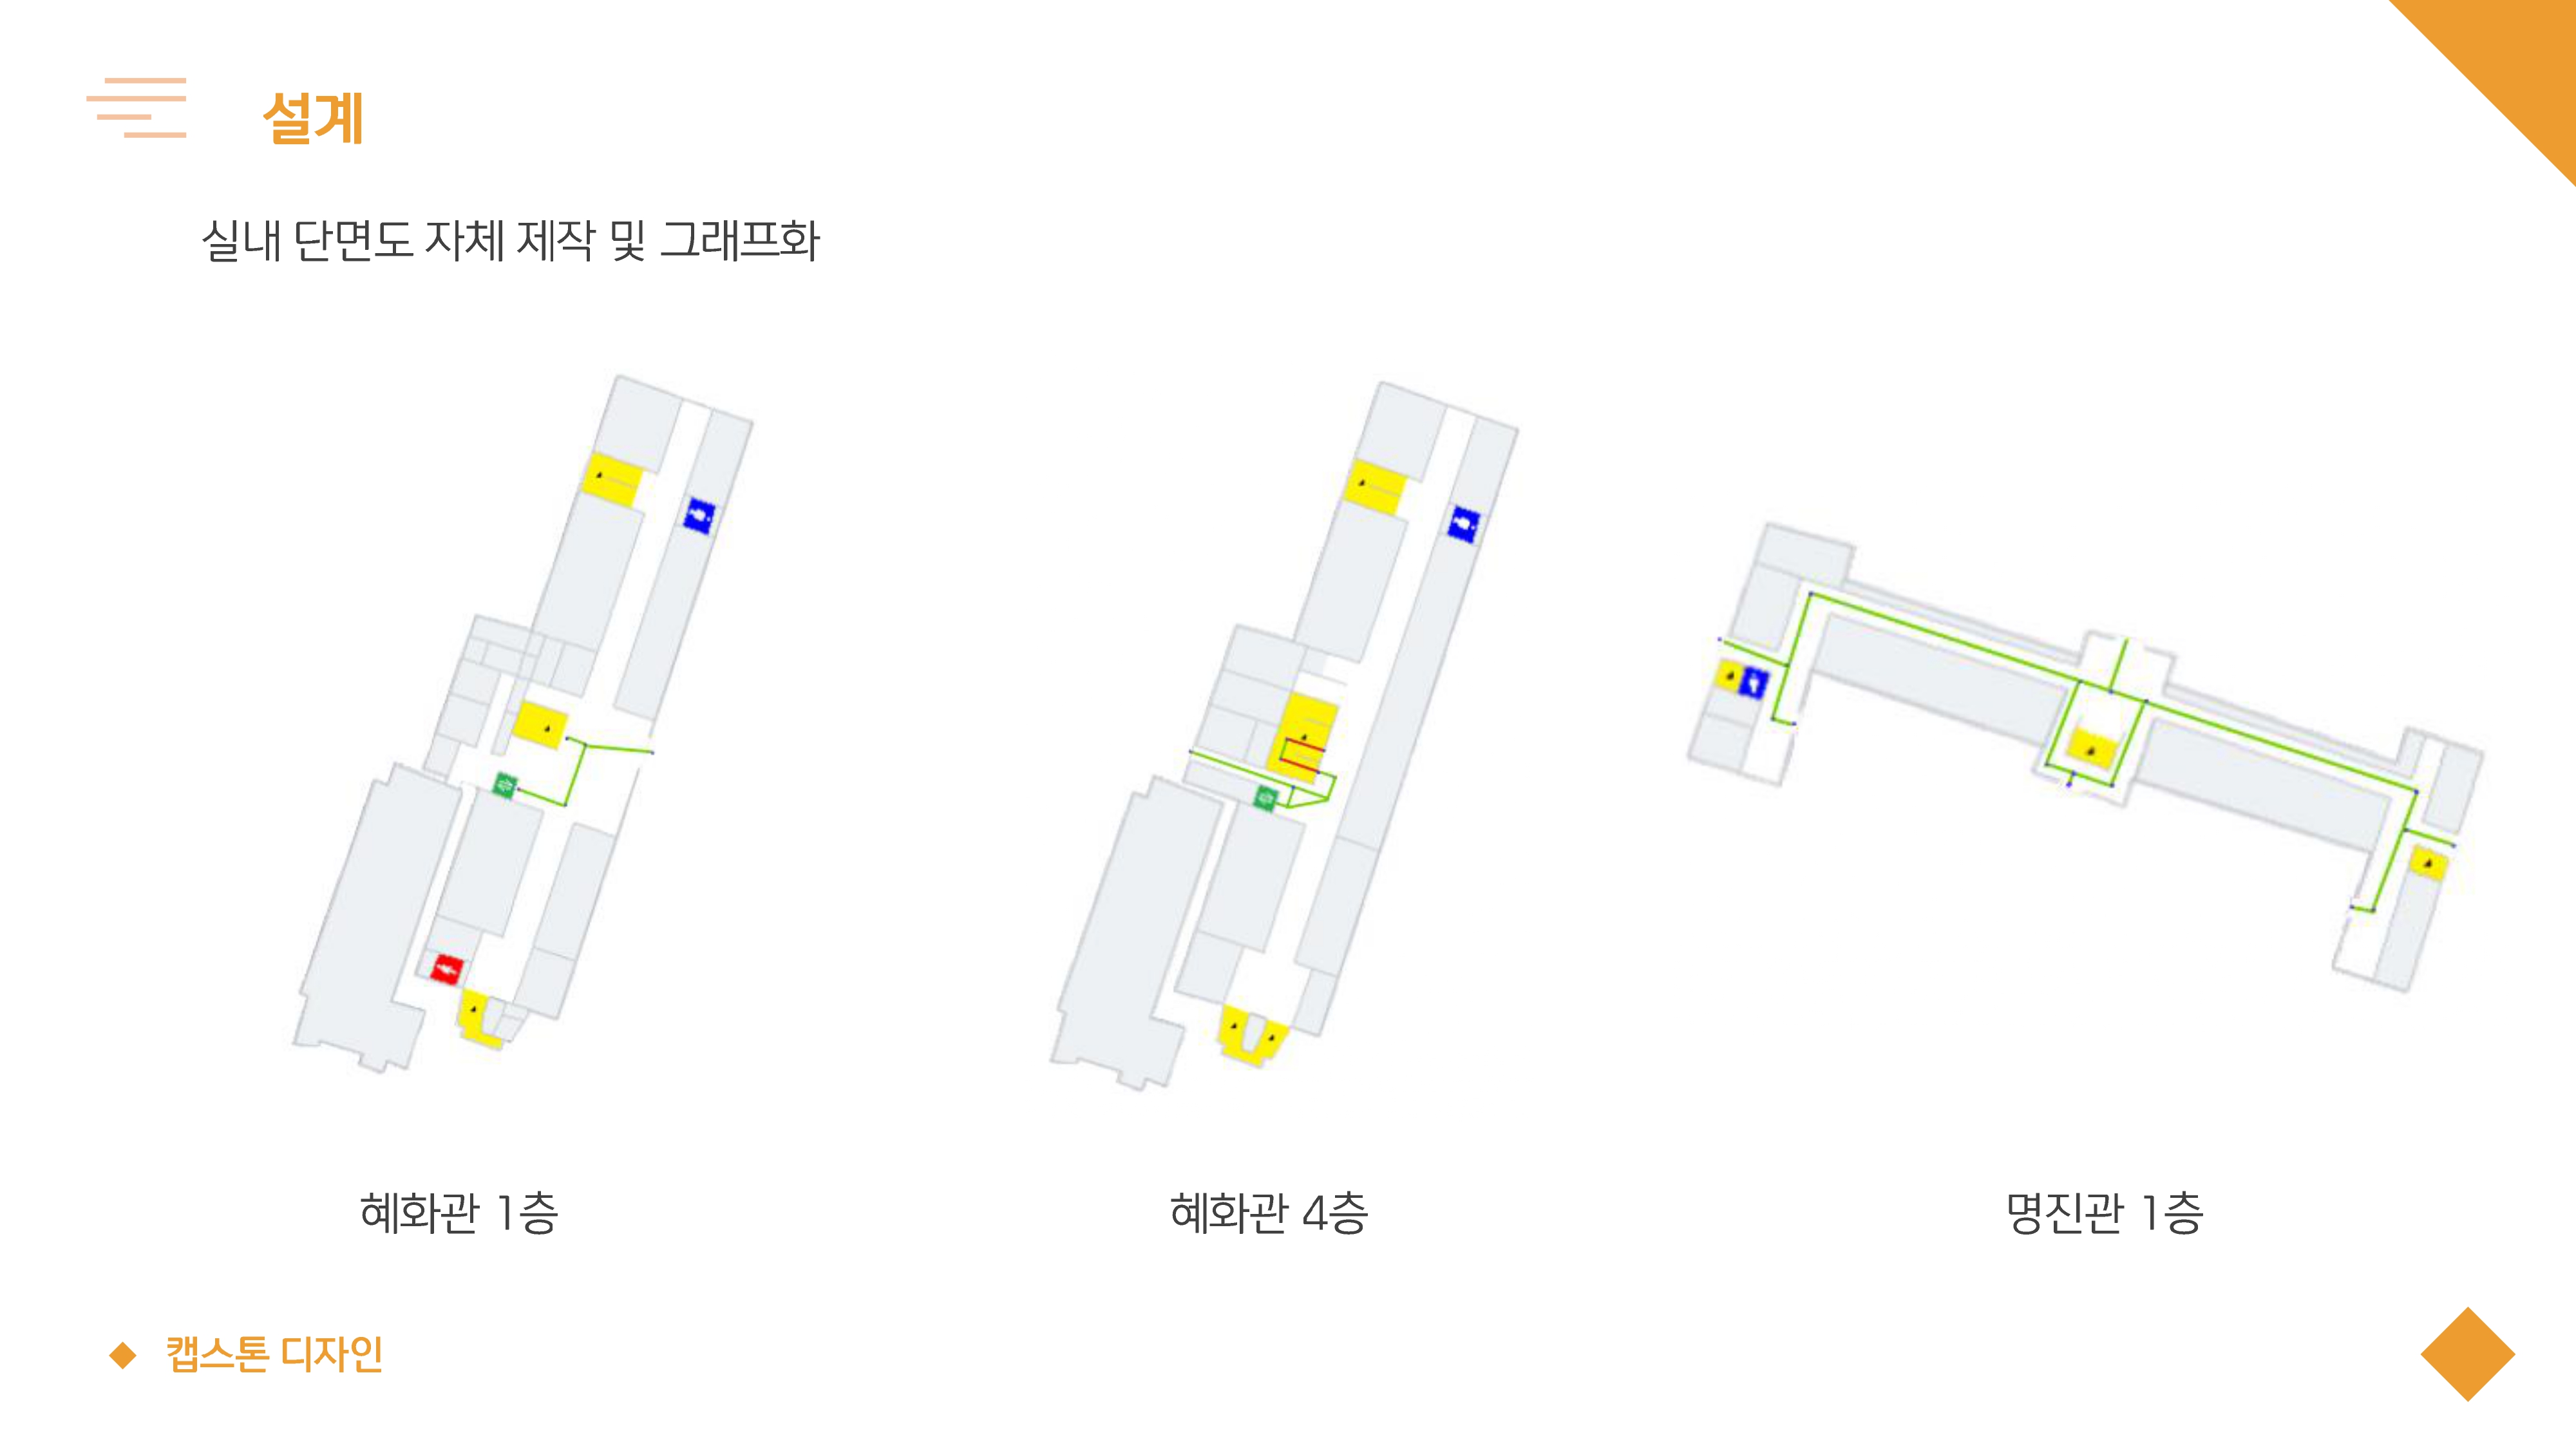 설계
실내 단면도 자체 제작 및 그래프화
혜화관 1층
혜화관 4층
명진관 1층
캡스톤 디자인